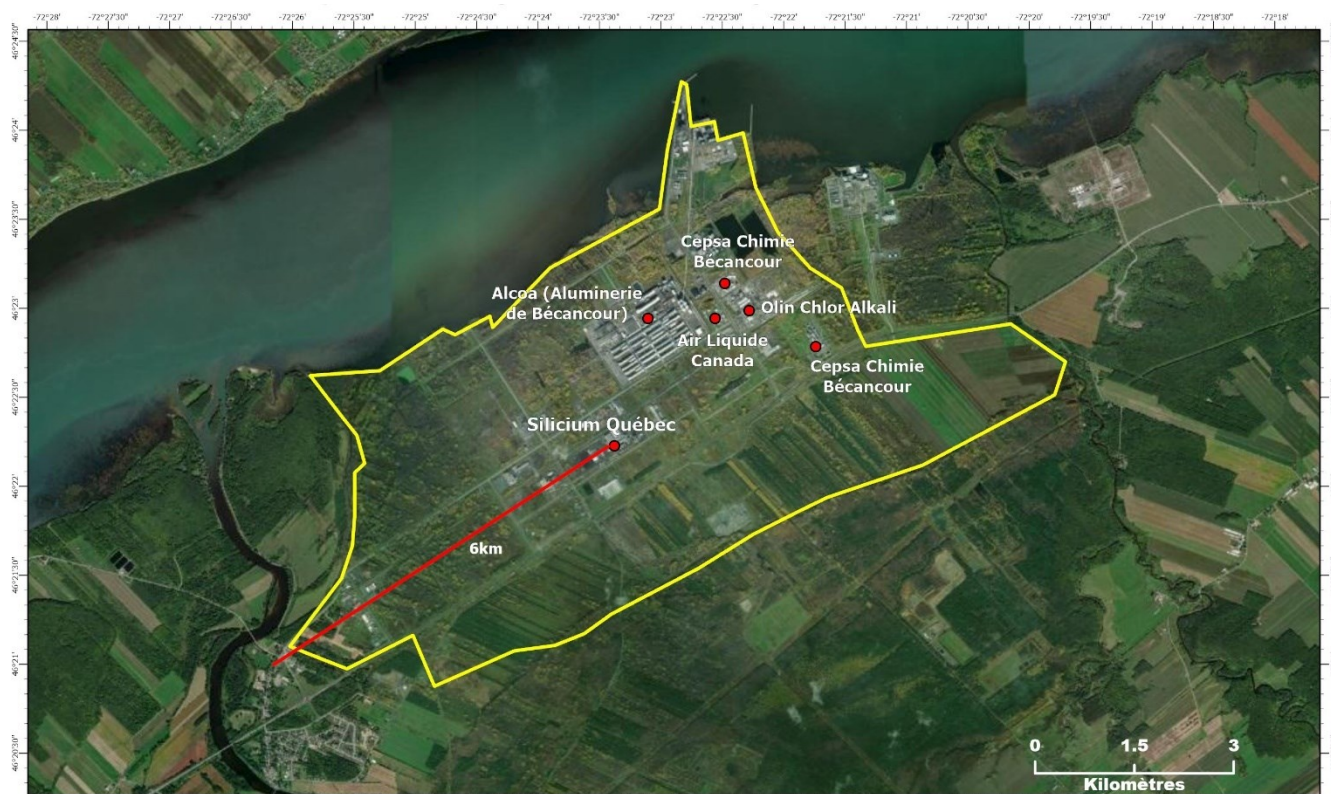 -72°28' -72°27'30" -72°27' -72°26'30" -72°26' -72°25'30" -72°25' -72°24'30" -72°24' -72°23'30" -72°23' -72°22'30" -72°22' -72°21'30" -72°21' -72°20'30" -72°20' -72°19'30" -72°19' -72°18'30" -72°18'
46°24'30"
46°24'
46°23'30"
46°23'
46°22'30"
46°22'
46°21'30"
46°21'
46°20'30"
Cepsa Chimie
Bécancour
Alcoa (Aluminerie
de Bécancour)
Olin Chlor Alkali
Air Liquide
Canada
Cepsa Chimie
Bécancour
Silicium Québec
6km
0 1.5 3
Kilomètres